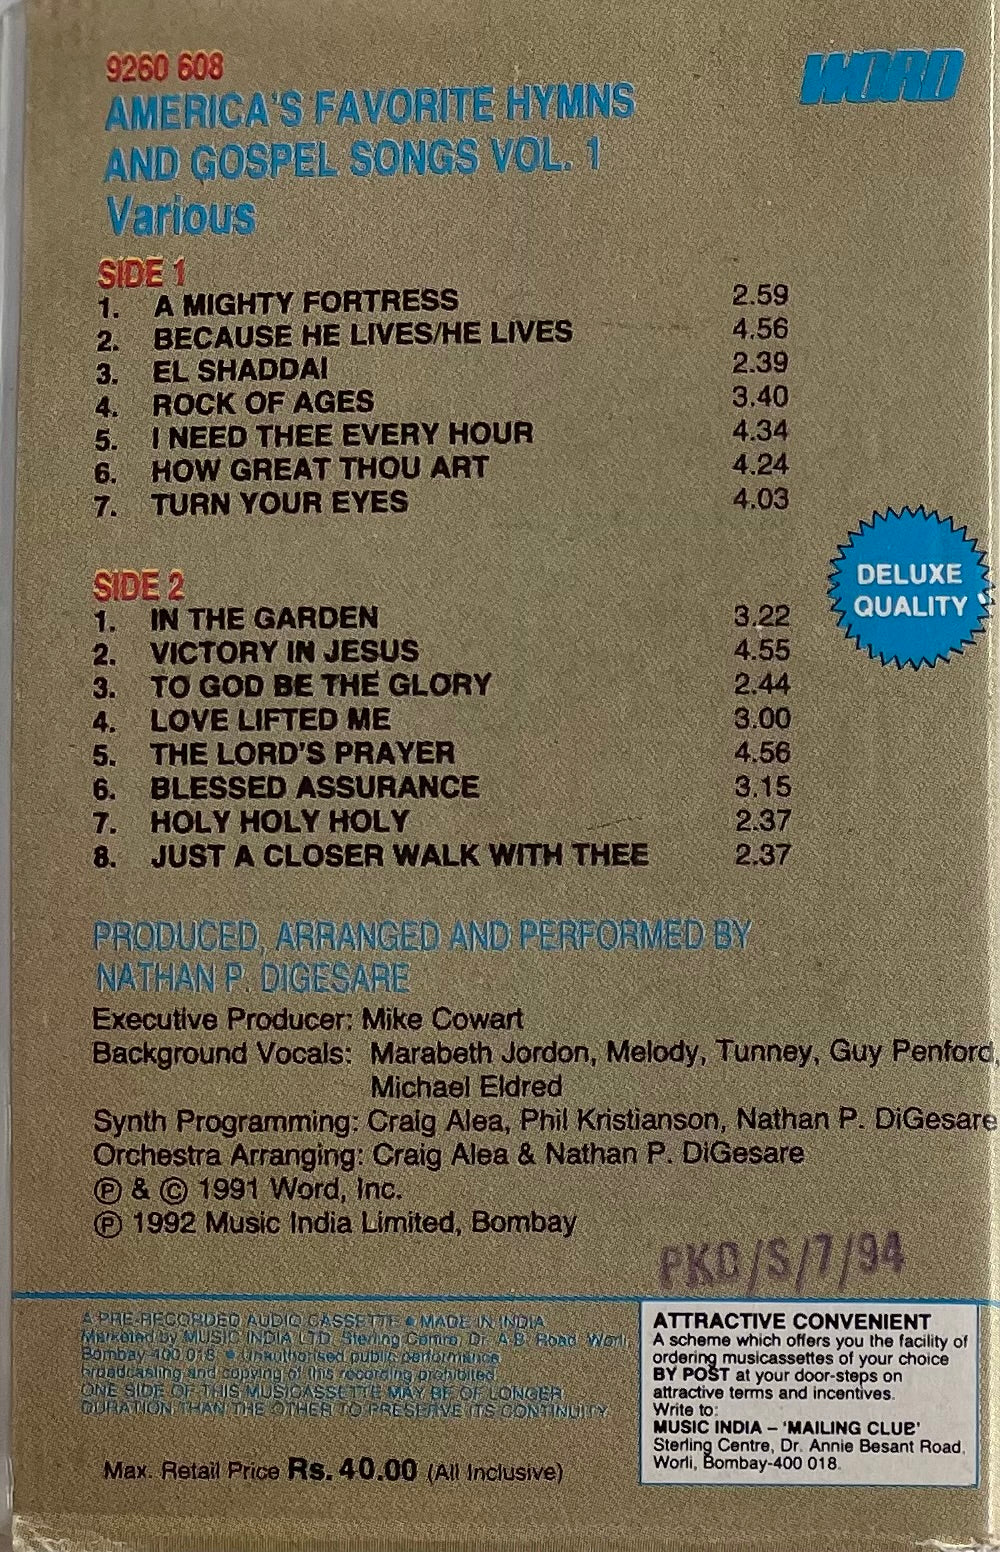 9260 608
WORD
AMERICA'S FAVORITE HYMNS
AND GOSPEL SONGS VOL. 1
Various
SIDE 1
1. A MIGHTY FORTRESS 2.59
2. BECAUSE HE LIVES/HE LIVES 4.56
3. EL SHADDAI 2.39
4. ROCK OF AGES 3.40
5. I NEED THEE EVERY HOUR 4.34
6. HOW GREAT THOU ART 4.24
7. TURN YOUR EYES 4.03
DELUXE
QUALITY
SIDE 2
1. IN THE GARDEN 3.22
2. VICTORY IN JESUS 4.55
3. TO GOD BE THE GLORY 2.44
4. LOVE LIFTED ME 3.00
5. THE LORD'S PRAYER 4.56
6. BLESSED ASSURANCE 3.15
7. HOLY HOLY HOLY 2.37
8. JUST A CLOSER WALK WITH THEE 2.37
PRODUCED, ARRANGED AND PERFORMED BY
NATHAN P. DIGESARE
Executive Producer: Mike Cowart
Background Vocals: Marabeth Jordon, Melody, Tunney, Guy Penford,
Michael Eldred
Synth Programming: Craig Alea, Phil Kristianson, Nathan P. DiGesare
Orchestra Arranging: Craig Alea & Nathan P. DiGesare
Ⓟ & © 1991 Word, Inc.
Ⓟ 1992 Music India Limited, Bombay
PKD/S/7/94
A PRE-RECORDED AUDIO CASSETTE ● MADE IN INDIA
Marketed by MUSIC INDIA LTD. Sterling Centre, Dr. A.B. Road, Worli,
Bombay-400 018. ● Unauthorised public performance
broadcasting and copying of this recording prohibited
ONE SIDE OF THIS MUSICASSETTE MAY BE OF LONGER
DURATION THAN THE OTHER TO PRESERVE ITS CONTINUITY.
Max. Retail Price Rs. 40.00 (All Inclusive)
ATTRACTIVE CONVENIENT
A scheme which offers you the facility of
ordering musicassettes of your choice
BY POST at your door-steps on
attractive terms and incentives.
Write to:
MUSIC INDIA – 'MAILING CLUB'
Sterling Centre, Dr. Annie Besant Road,
Worli, Bombay-400 018.